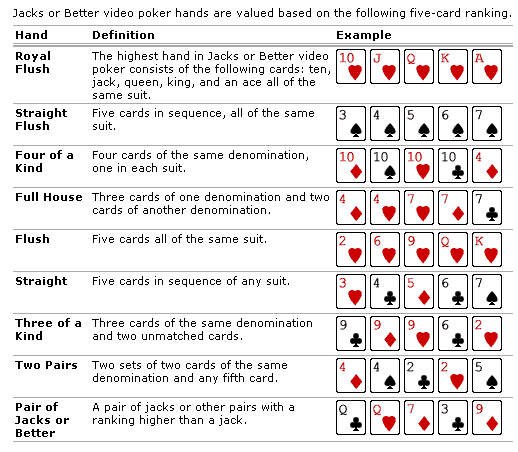 Jacks or Better video poker hands are valued based on the following five-card ranking.
Hand Definition Example
Royal Flush The highest hand in Jacks or Better video
poker consists of the following cards: ten,
jack, queen, king, and an ace all of the
same suit.
10 J Q K A
Straight Flush Five cards in sequence, all of the same
suit.
3 4 5 6 7
Four of a Kind Four cards of the same denomination,
one in each suit.
10 10 10 10 4
Full House Three cards of one denomination and two
cards of another denomination.
4 4 7 7 7
Flush Five cards all of the same suit.
2 6 9 Q K
Straight Five cards in sequence of any suit.
3 4 5 6 7
Three of a Kind Three cards of the same denomination
and two unmatched cards.
9 9 9 6 2
Two Pairs Two sets of two cards of the same
denomination and any fifth card.
4 4 2 2 5
Pair of Jacks or Better A pair of jacks or other pairs with a
ranking higher than a jack.
Q Q 7 3 9